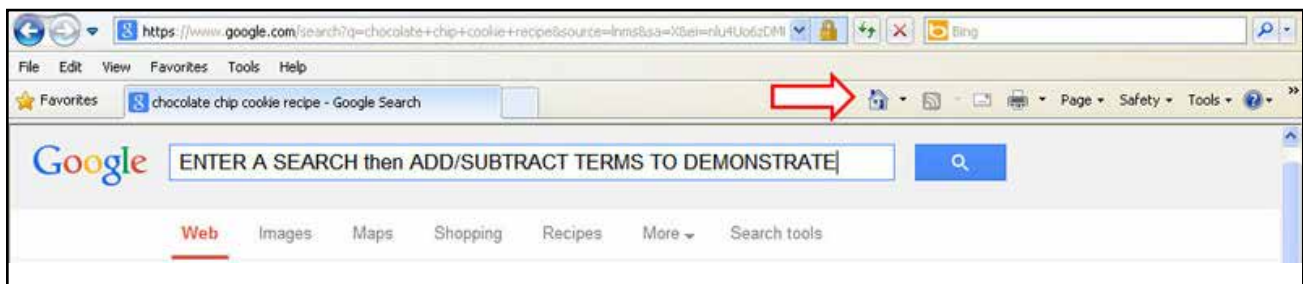 https://www.google.com/search?q=chocolate+chip+cookie+recipe&source=lnms&sa=X&ei= Bing
File Edit View Favorites Tools Help
Favorites chocolate chip cookie recipe - Google Search Page Safety Tools
Google ENTER A SEARCH then ADD/SUBTRACT TERMS TO DEMONSTRATE
Web Images Maps Shopping Recipes More Search tools